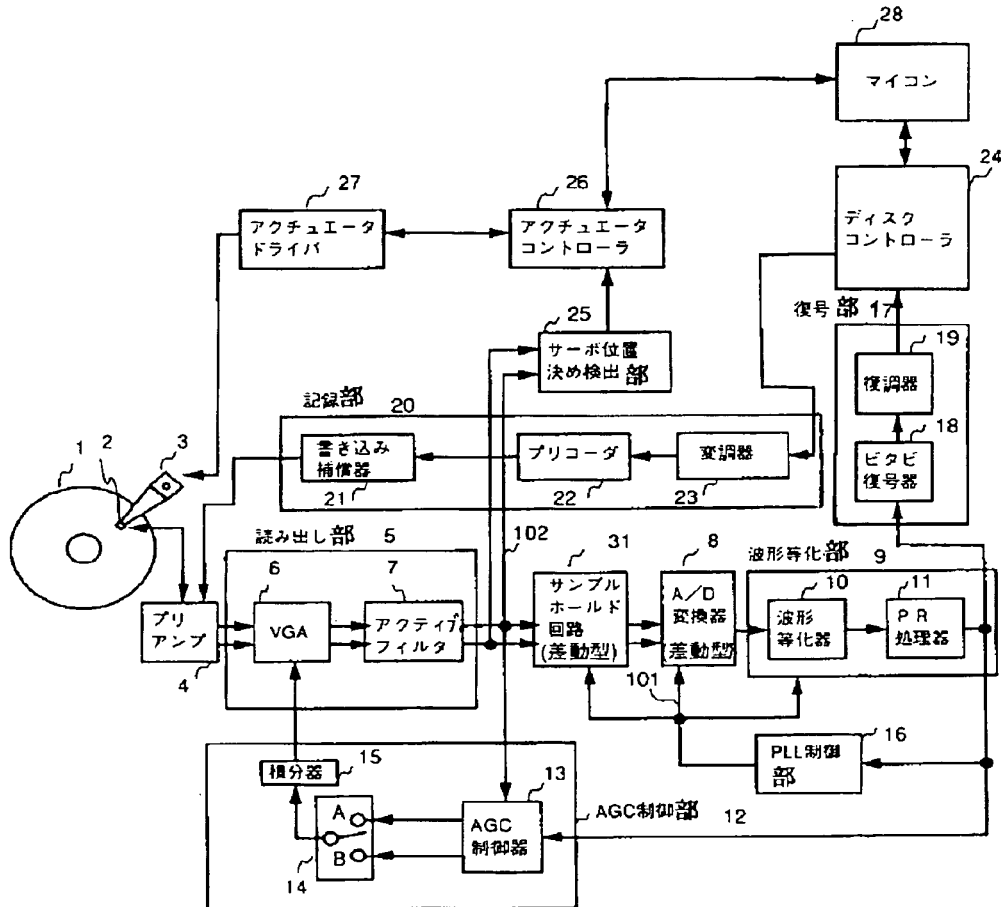 28
マイコン
24
ディスク
コントローラ
27
アクチュエータ
ドライバ
26
アクチュエータ
コントローラ
復号部 17
25
サーボ位置
決め検出部
19
復調器
18
ビタビ
復号器
記録部
20
書き込み
補償器
21
プリコーダ
22
変調器
23
1
2
3
読み出し部 5
102
31
8
波形等化部 9
プリ
アンプ
4
6
VGA
7
アクティブ
フィルタ
サンプル
ホールド
回路
(差動型)
A/D
変換器
(差動型)
10
波形
等化器
11
PR
処理器
101
16
PLL制御
部
15
積分器
13
AGC
制御器
A
B
14
AGC制御部 12